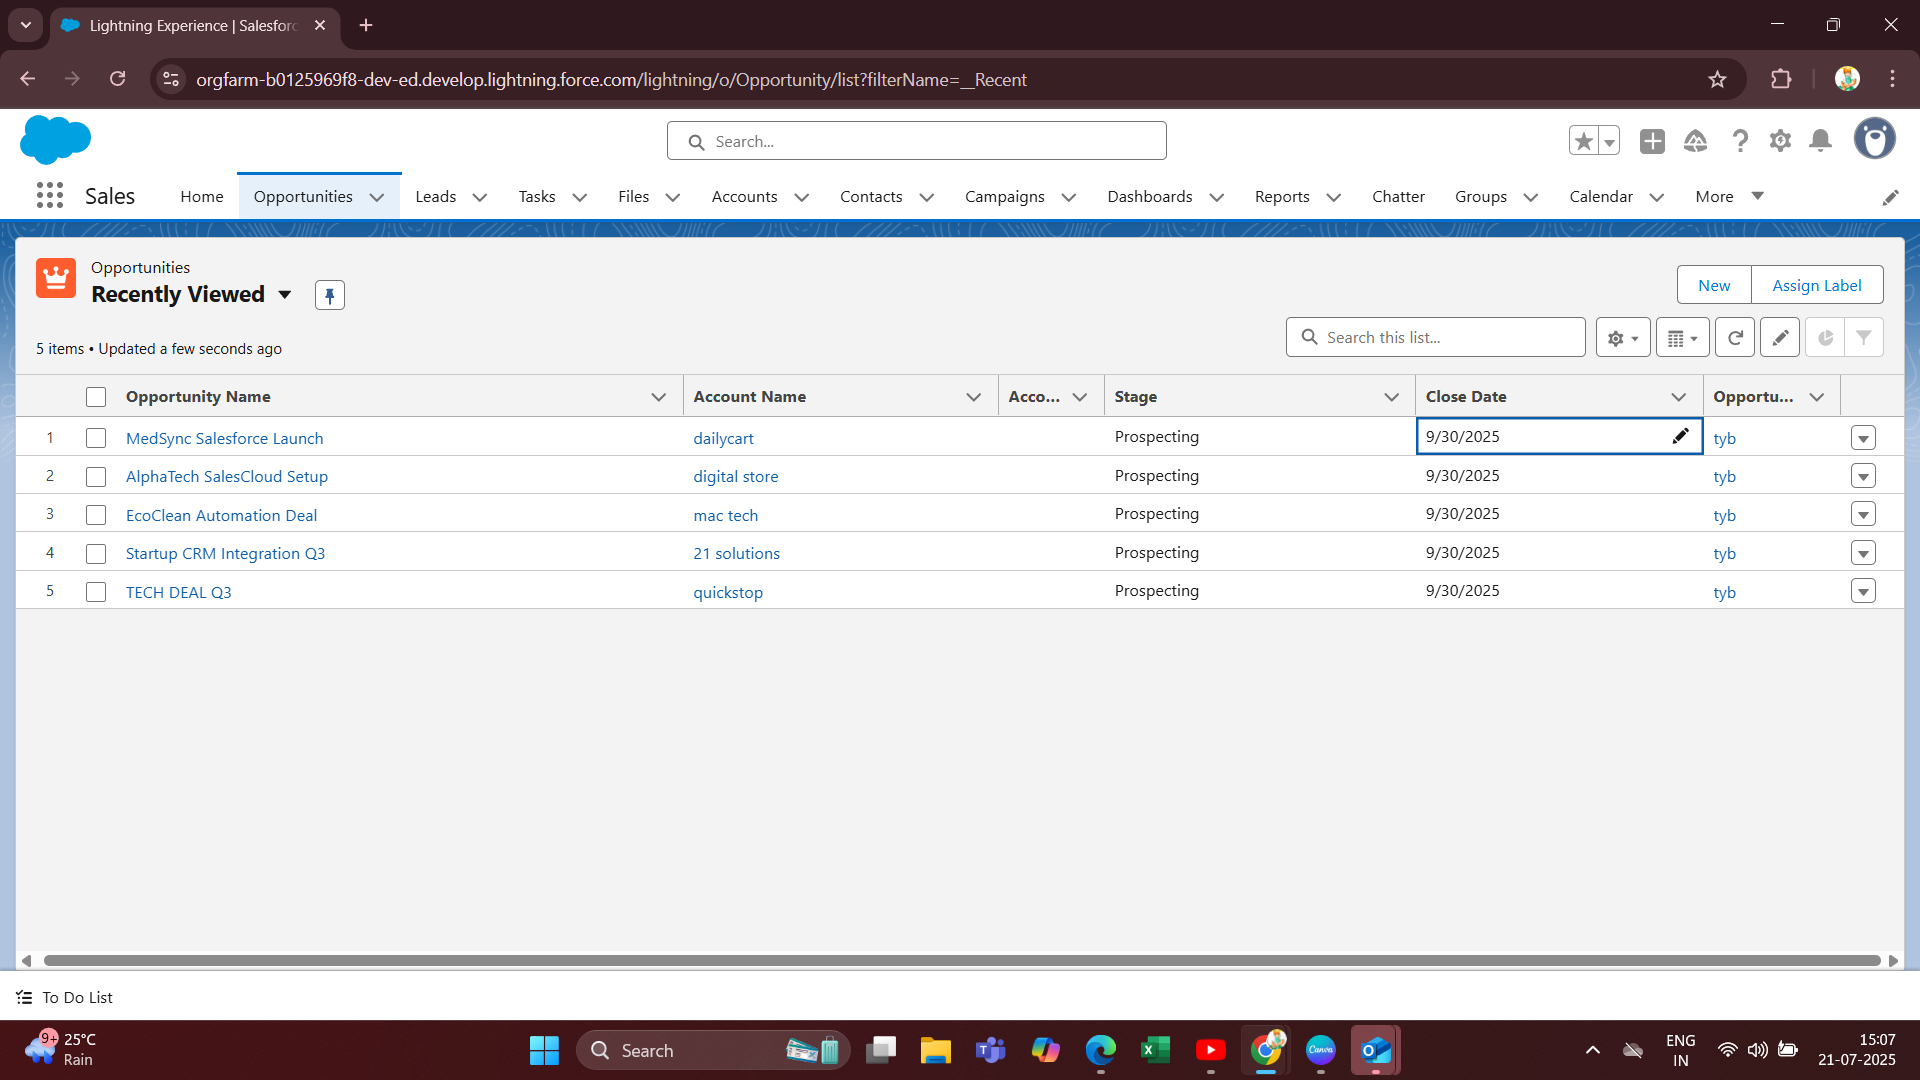 Lightning Experience | Salesforc
orgfarm-b0125969f8-dev-ed.develop.lightning.force.com/lightning/o/Opportunity/list?filterName=__Recent
Search...
Sales Home Opportunities Leads Tasks Files Accounts Contacts Campaigns Dashboards Reports Chatter Groups Calendar More
Opportunities
Recently Viewed
New Assign Label
5 items • Updated a few seconds ago
Search this list...
Opportunity Name Account Name Acco... Stage Close Date Opportu...
1 MedSync Salesforce Launch dailycart Prospecting 9/30/2025 tyb
2 AlphaTech SalesCloud Setup digital store Prospecting 9/30/2025 tyb
3 EcoClean Automation Deal mac tech Prospecting 9/30/2025 tyb
4 Startup CRM Integration Q3 21 solutions Prospecting 9/30/2025 tyb
5 TECH DEAL Q3 quickstop Prospecting 9/30/2025 tyb
To Do List
9+ 25°C
Rain
Search
Canva
ENG
IN
15:07
21-07-2025